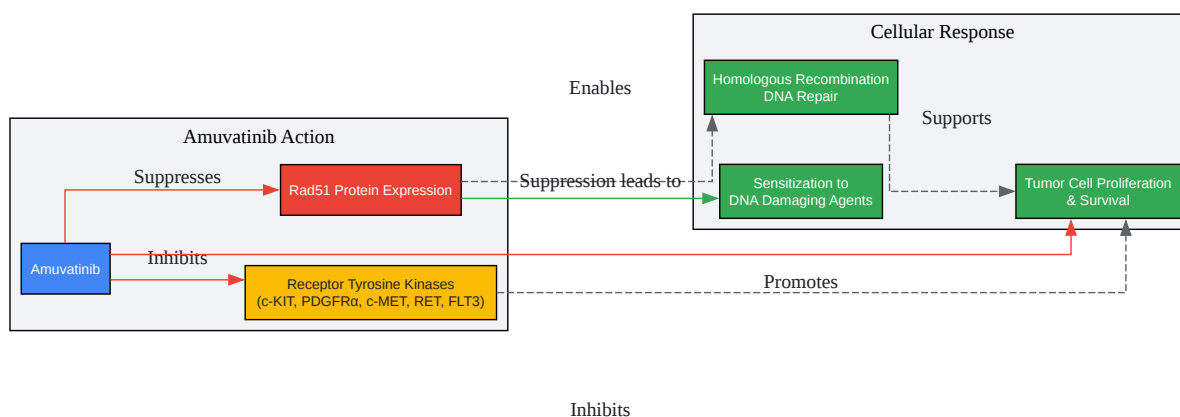 Cellular Response
Homologous Recombination
DNA Repair
Enables
Supports
Amuvatinib Action
Suppresses
Rad51 Protein Expression
Suppression leads to
Sensitization to
DNA Damaging Agents
Tumor Cell Proliferation
& Survival
Amuvatinib
Inhibits
Receptor Tyrosine Kinases
(c-KIT, PDGFRα, c-MET, RET, FLT3)
Promotes
Inhibits